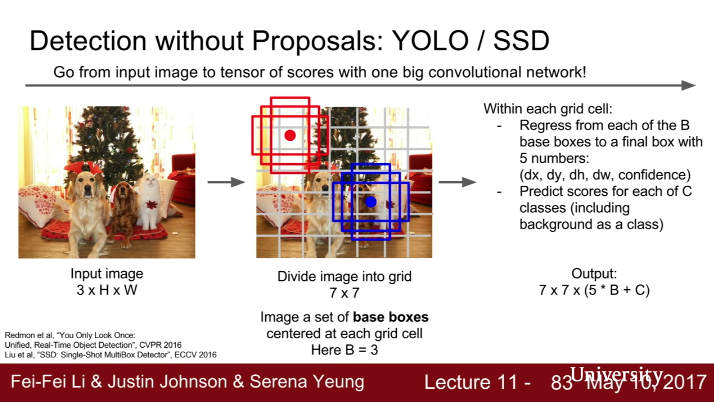 Detection without Proposals: YOLO / SSD
Go from input image to tensor of scores with one big convolutional network!
Input image
3 x H x W
Divide image into grid
7 x 7
Image a set of base boxes
centered at each grid cell
Here B = 3
Within each grid cell:
- Regress from each of the B
base boxes to a final box with
5 numbers:
(dx, dy, dh, dw, confidence)
- Predict scores for each of C
classes (including
background as a class)
Output:
7 x 7 x (5 * B + C)
Redmon et al, "You Only Look Once:
Unified, Real-Time Object Detection", CVPR 2016
Liu et al, "SSD: Single-Shot MultiBox Detector", ECCV 2016
Fei-Fei Li & Justin Johnson & Serena Yeung
Lecture 11 - 83
University
May 10, 2017